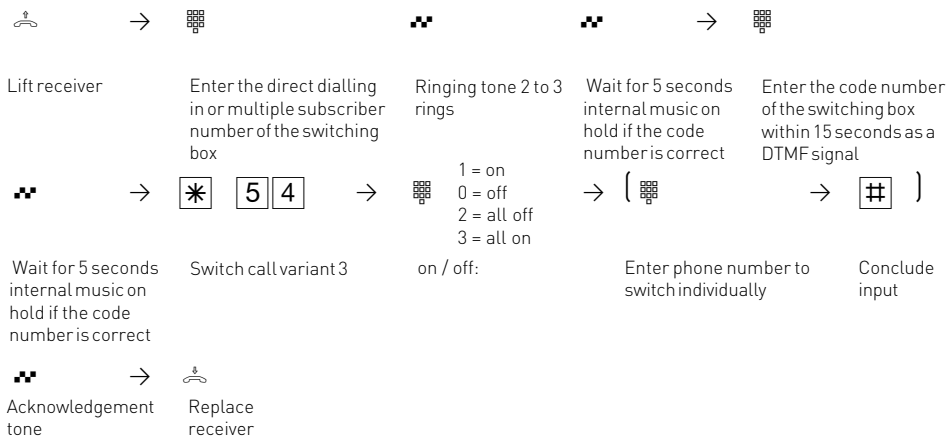 Lift receiver
Enter the direct dialling
in or multiple subscriber
number of the switching
box
Ringing tone 2 to 3
rings
Wait for 5 seconds
internal music on
hold if the code
number is correct
Enter the code number
of the switching box
within 15 seconds as a
DTMF signal
* 5 4
1 = on
0 = off
2 = all off
3 = all on
( # )
Wait for 5 seconds
internal music on
hold if the code
number is correct
Switch call variant 3
on / off:
Enter phone number to
switch individually
Conclude
input
Acknowledgement
tone
Replace
receiver